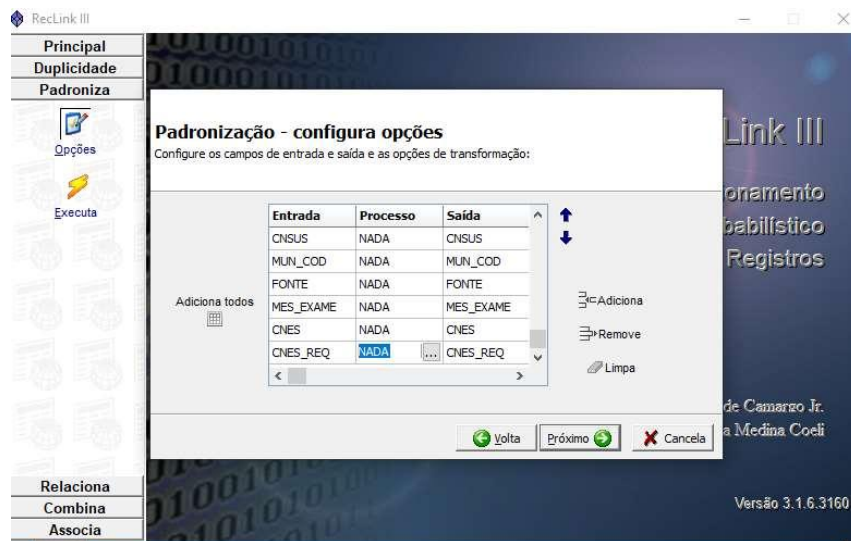 RecLink III
Principal
Duplicidade
Padroniza
Opções
Executa
Relaciona
Combina
Associa
Padronização - configura opções
Configure os campos de entrada e saída e as opções de transformação:
Adiciona todos
Entrada Processo Saída
CNSUS NADA CNSUS
MUN_COD NADA MUN_COD
FONTE NADA FONTE
MES_EXAME NADA MES_EXAME
CNES NADA CNES
CNES_REQ NADA ... CNES_REQ
Adiciona
Remove
Limpa
Volta Próximo Cancela
Link III
onamento
babilístico
Registros
de Camargo Jr.
a Medina Coeli
Versão 3.1.6.3160